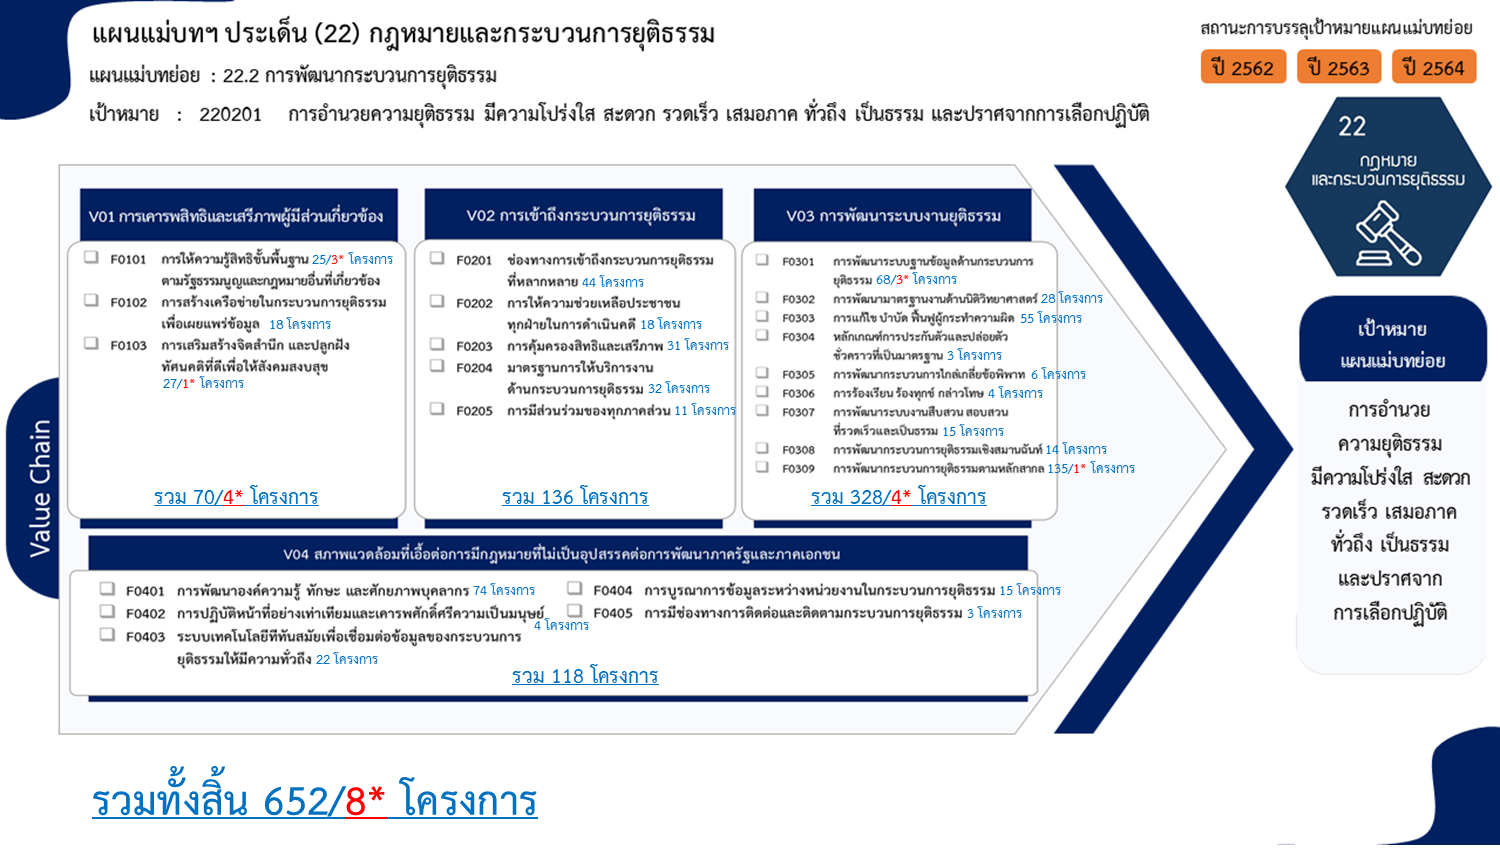 แผนแม่บทฯ ประเด็น (22) กฎหมายและกระบวนการยุติธรรม
แผนแม่บทย่อย : 22.2 การพัฒนากระบวนการยุติธรรม
เป้าหมาย : 220201 การอำนวยความยุติธรรม มีความโปร่งใส สะดวก รวดเร็ว เสมอภาค ทั่วถึง เป็นธรรม และปราศจากการเลือกปฏิบัติ
สถานะการบรรลุเป้าหมายแผนแม่บทย่อย
ปี 2562 ปี 2563 ปี 2564
22
กฎหมาย
และกระบวนการยุติธรรม
Value Chain
V01 การเคารพสิทธิและเสรีภาพผู้มีส่วนเกี่ยวข้อง
F0101 การให้ความรู้สิทธิขั้นพื้นฐาน 25/3* โครงการ
ตามรัฐธรรมนูญและกฎหมายอื่นที่เกี่ยวข้อง
F0102 การสร้างเครือข่ายในกระบวนการยุติธรรม
เพื่อเผยแพร่ข้อมูล 18 โครงการ
F0103 การเสริมสร้างจิตสำนึก และปลูกฝัง
ทัศนคติที่ดีเพื่อให้สังคมสงบสุข
27/1* โครงการ
รวม 70/4* โครงการ
V02 การเข้าถึงกระบวนการยุติธรรม
F0201 ช่องทางการเข้าถึงกระบวนการยุติธรรม
ที่หลากหลาย 44 โครงการ
F0202 การให้ความช่วยเหลือประชาชน
ทุกฝ่ายในการดำเนินคดี 18 โครงการ
F0203 การคุ้มครองสิทธิและเสรีภาพ 31 โครงการ
F0204 มาตรฐานการให้บริการงาน
ด้านกระบวนการยุติธรรม 32 โครงการ
F0205 การมีส่วนร่วมของทุกภาคส่วน 11 โครงการ
รวม 136 โครงการ
V03 การพัฒนาระบบงานยุติธรรม
F0301 การพัฒนาระบบฐานข้อมูลด้านกระบวนการ
ยุติธรรม 68/3* โครงการ
F0302 การพัฒนามาตรฐานงานด้านนิติวิทยาศาสตร์ 28 โครงการ
F0303 การแก้ไข บำบัด ฟื้นฟูผู้กระทำความผิด 55 โครงการ
F0304 หลักเกณฑ์การประกันตัวและปล่อยตัว
ชั่วคราวที่เป็นมาตรฐาน 3 โครงการ
F0305 การพัฒนากระบวนการไกล่เกลี่ยข้อพิพาท 6 โครงการ
F0306 การร้องเรียน ร้องทุกข์ กล่าวโทษ 4 โครงการ
F0307 การพัฒนาระบบงานสืบสวน สอบสวน
ที่รวดเร็วและเป็นธรรม 15 โครงการ
F0308 การพัฒนากระบวนการยุติธรรมเชิงสมานฉันท์ 14 โครงการ
F0309 การพัฒนากระบวนการยุติธรรมตามหลักสากล 135/1* โครงการ
รวม 328/4* โครงการ
V04 สภาพแวดล้อมที่เอื้อต่อการมีกฎหมายที่ไม่เป็นอุปสรรคต่อการพัฒนาภาครัฐและภาคเอกชน
F0401 การพัฒนาองค์ความรู้ ทักษะ และศักยภาพบุคลากร 74 โครงการ
F0402 การปฏิบัติหน้าที่อย่างเท่าเทียมและเคารพศักดิ์ศรีความเป็นมนุษย์
4 โครงการ
F0403 ระบบเทคโนโลยีที่ทันสมัยเพื่อเชื่อมต่อข้อมูลของกระบวนการ
ยุติธรรมให้มีความทั่วถึง 22 โครงการ
F0404 การบูรณาการข้อมูลระหว่างหน่วยงานในกระบวนการยุติธรรม 15 โครงการ
F0405 การมีช่องทางการติดต่อและติดตามกระบวนการยุติธรรม 3 โครงการ
รวม 118 โครงการ
เป้าหมาย
แผนแม่บทย่อย
การอำนวย
ความยุติธรรม
มีความโปร่งใส สะดวก
รวดเร็ว เสมอภาค
ทั่วถึง เป็นธรรม
และปราศจาก
การเลือกปฏิบัติ
รวมทั้งสิ้น 652/8* โครงการ